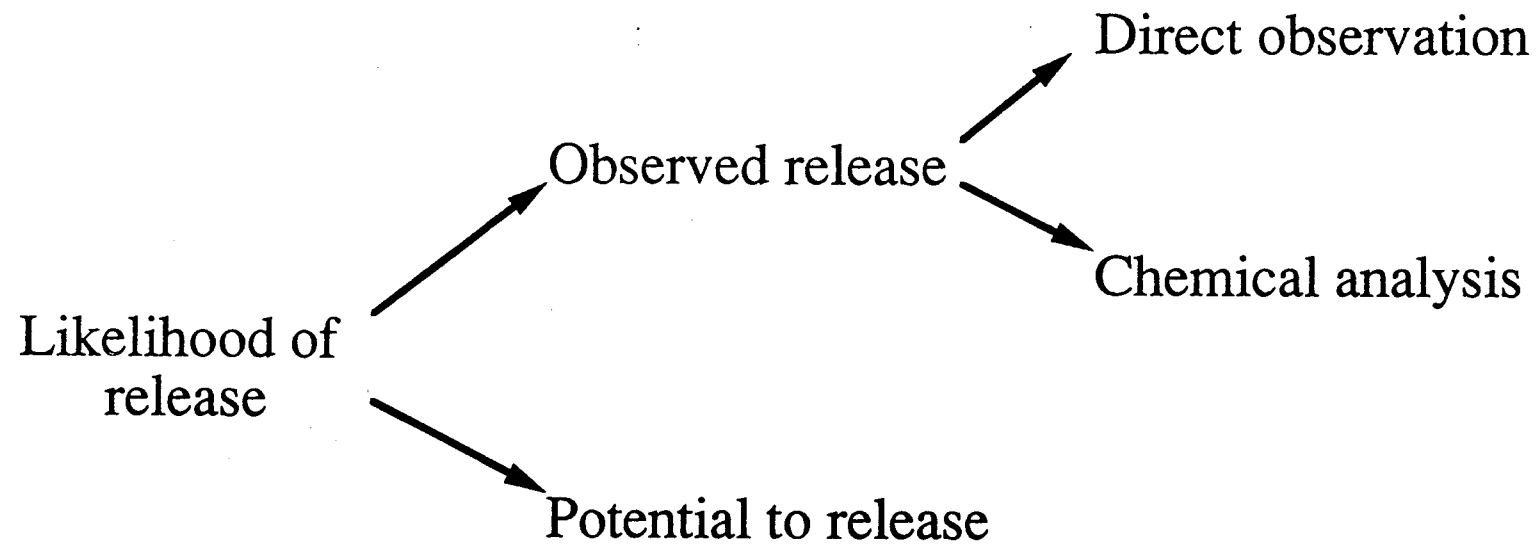 Direct observation
Observed release
Chemical analysis
Likelihood of
release
Potential to release